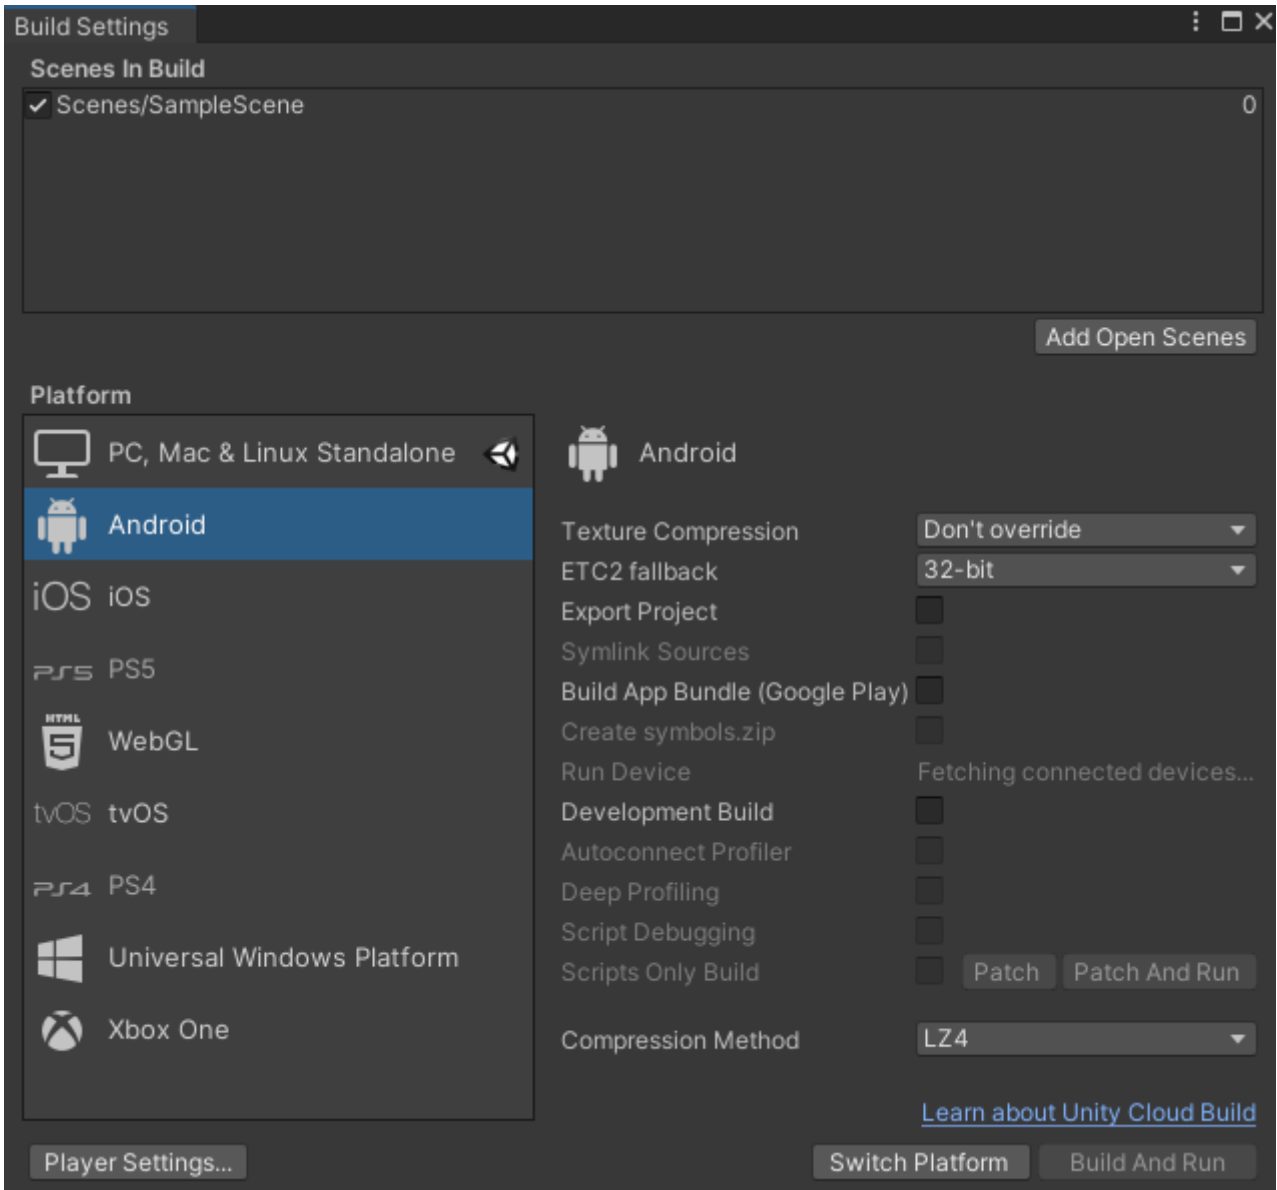 Build Settings
Scenes In Build
Scenes/SampleScene 0
Add Open Scenes
Platform
PC, Mac & Linux Standalone
Android
iOS iOS
PS5 PS5
HTML
5
WebGL
tvOS tvOS
PS4 PS4
Universal Windows Platform
Xbox One
Android
Texture Compression Don't override
ETC2 fallback 32-bit
Export Project
Symlink Sources
Build App Bundle (Google Play)
Create symbols.zip
Run Device Fetching connected devices...
Development Build
Autoconnect Profiler
Deep Profiling
Script Debugging
Scripts Only Build Patch Patch And Run
Compression Method LZ4
Learn about Unity Cloud Build
Player Settings... Switch Platform Build And Run